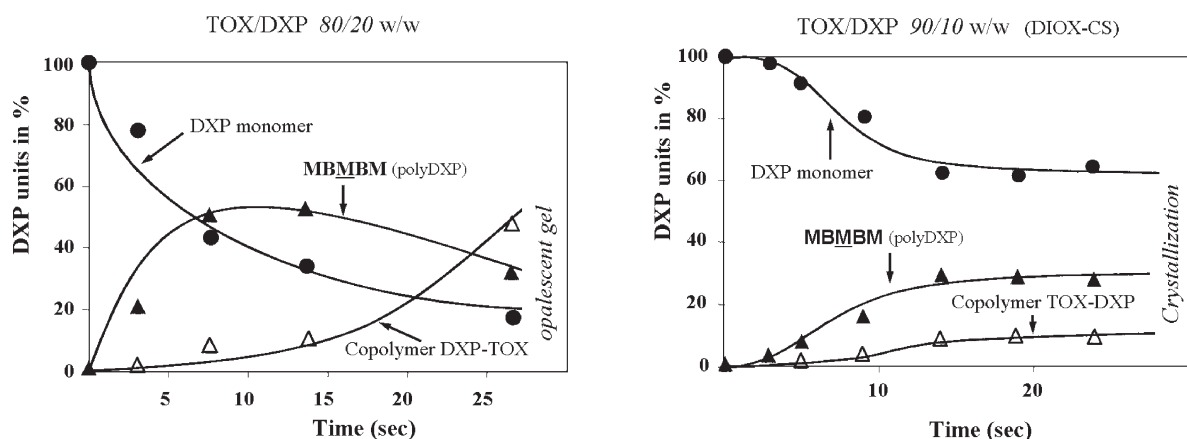 TOX/DXP 80/20 w/w
DXP units in %
100
80
60
40
20
0
DXP monomer
MBMBM (polyDXP)
Copolymer DXP-TOX
opalescent gel
5
10
15
20
25
Time (sec)
TOX/DXP 90/10 w/w (DIOX-CS)
DXP units in %
100
80
60
40
20
0
DXP monomer
MBMBM (polyDXP)
Copolymer TOX-DXP
Crystallization
10
20
Time (sec)